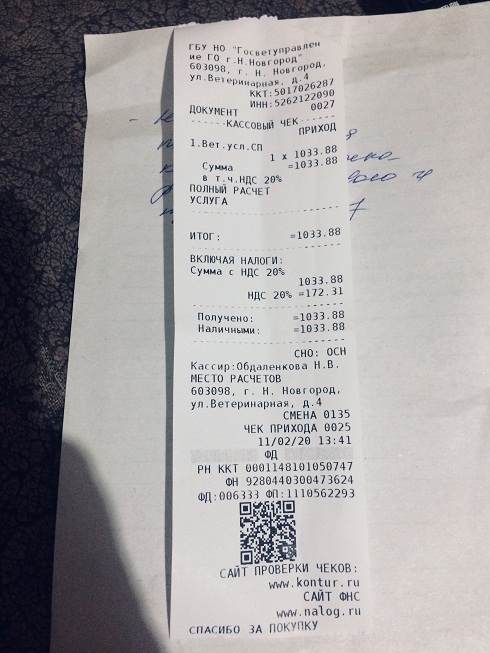 ГБУ НО "Госветуправлен
ие ГО г.Н.Новгород"
603098, г. Н. Новгород,
ул.Ветеринарная, д.4
ККТ:5017026287
ИНН:5262122090
ДОКУМЕНТ 0027
------КАССОВЫЙ ЧЕК------
ПРИХОД
1.Вет.усл.СП
1 x 1033.88
Сумма =1033.88
в т.ч.НДС 20%
ПОЛНЫЙ РАСЧЕТ
УСЛУГА
ИТОГ: =1033.88
ВКЛЮЧАЯ НАЛОГИ:
Сумма с НДС 20%
1033.88
НДС 20% =172.31
Получено: =1033.88
Наличными: =1033.88
СНО: ОСН
Кассир:Обдаленкова Н.В.
МЕСТО РАСЧЕТОВ
603098, г. Н. Новгород,
ул.Ветеринарная, д.4
СМЕНА 0135
ЧЕК ПРИХОДА 0025
11/02/20 13:41
ФД
РН ККТ 0001148101050747
ФН 9280440300473624
ФД:006333 ФП:1110562293
САЙТ ПРОВЕРКИ ЧЕКОВ:
www.kontur.ru
САЙТ ФНС
www.nalog.ru
СПАСИБО ЗА ПОКУПКУ